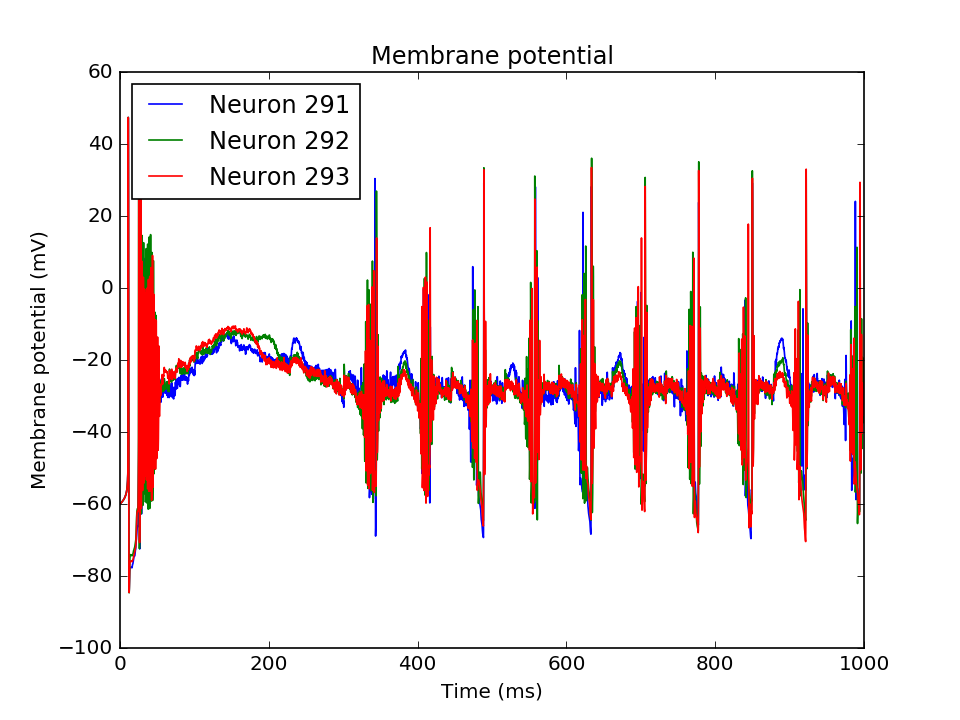 Membrane potential
60
40
20
0
−20
−40
−60
−80
−100
Membrane potential (mV)
Neuron 291
Neuron 292
Neuron 293
0 200 400 600 800 1000
Time (ms)